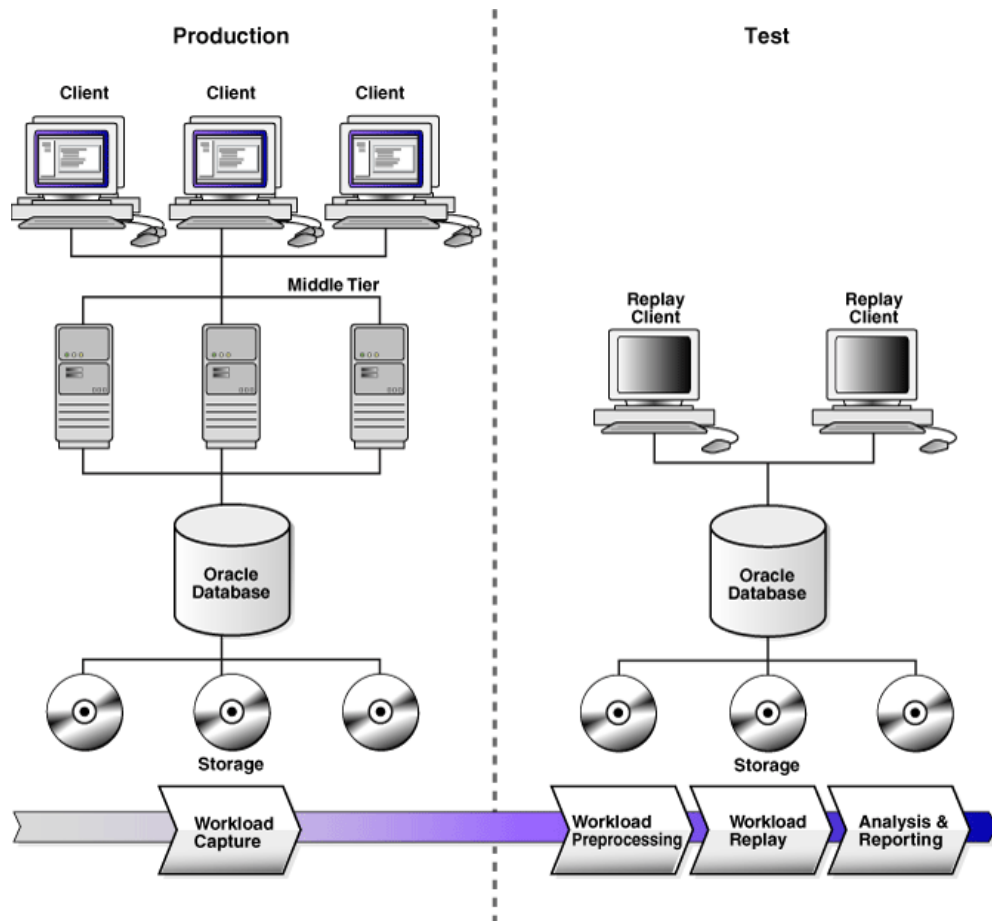 Production
Test
Client
Client
Client
Middle Tier
Replay
Client
Replay
Client
Oracle
Database
Oracle
Database
Storage
Storage
Workload
Capture
Workload
Preprocessing
Workload
Replay
Analysis &
Reporting